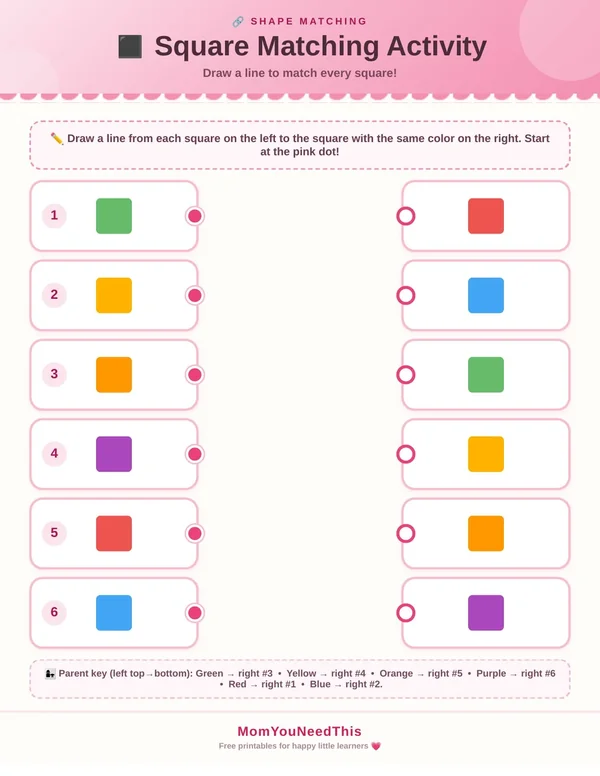 🔗 SHAPE MATCHING
⬛ Square Matching Activity
Draw a line to match every square!
✏️ Draw a line from each square on the left to the square with the same color on the right. Start
at the pink dot!
1
2
3
4
5
6
👩‍👧 Parent key (left top→bottom): Green → right #3 • Yellow → right #4 • Orange → right #5 • Purple → right #6
• Red → right #1 • Blue → right #2.
MomYouNeedThis
Free printables for happy little learners 💗